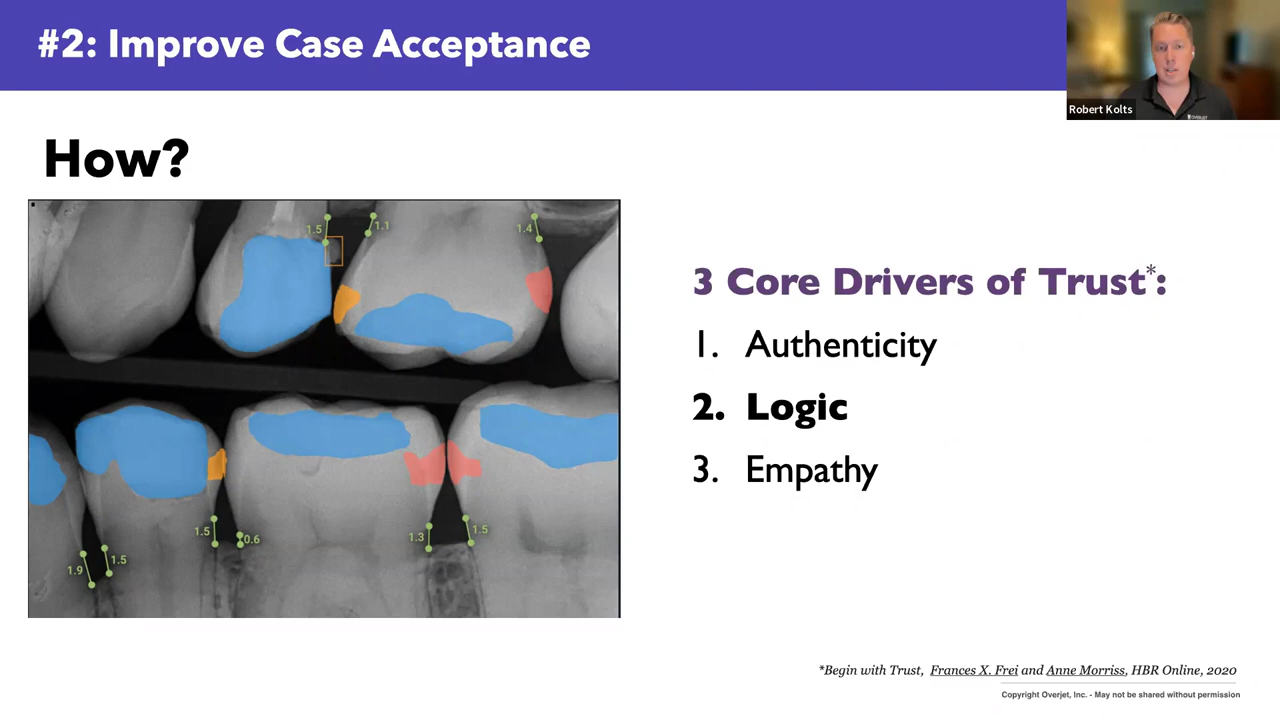 #2: Improve Case Acceptance
Robert Kolts
OVERJET
How?
1.5
1.1
1.4
1.5
0.6
1.3
1.5
1.9
1.5
3 Core Drivers of Trust*:
1. Authenticity
2. Logic
3. Empathy
*Begin with Trust, Frances X. Frei and Anne Morriss, HBR Online, 2020
Copyright Overjet, Inc. - May not be shared without permission